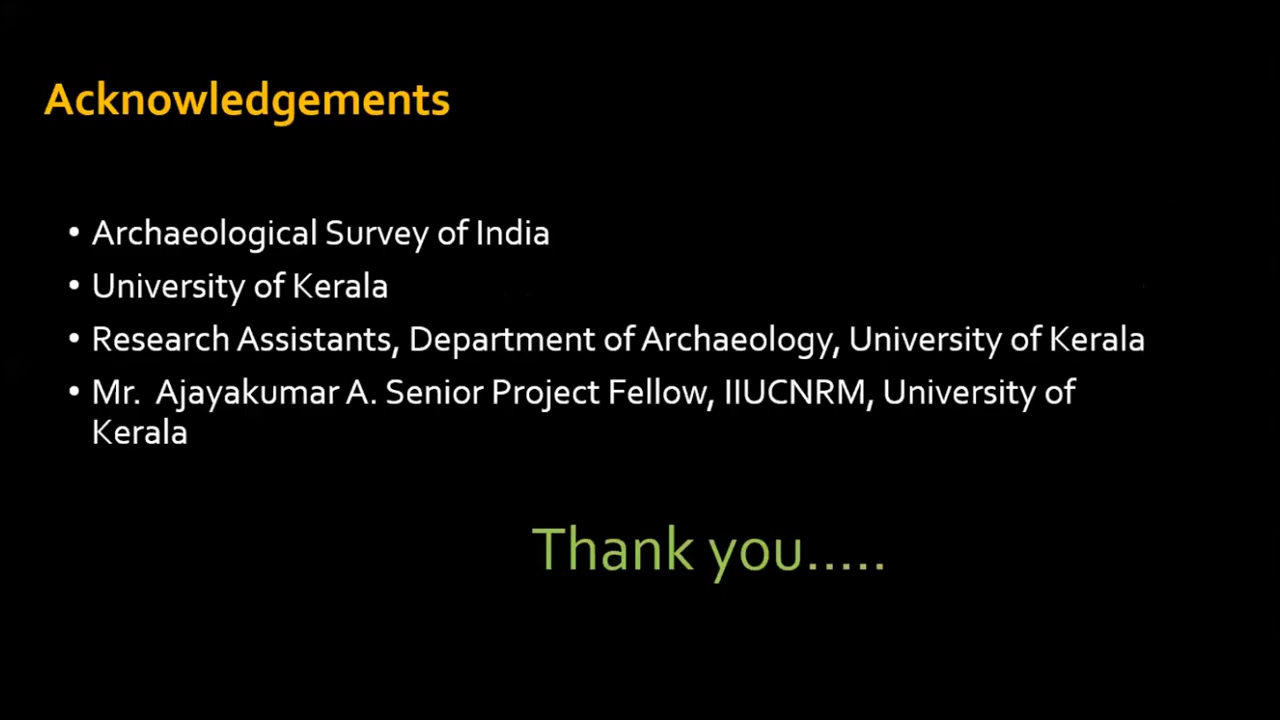 Acknowledgements
• Archaeological Survey of India
• University of Kerala
• Research Assistants, Department of Archaeology, University of Kerala
• Mr.  Ajayakumar A. Senior Project Fellow, IIUCNRM, University of
Kerala
Thank you.....